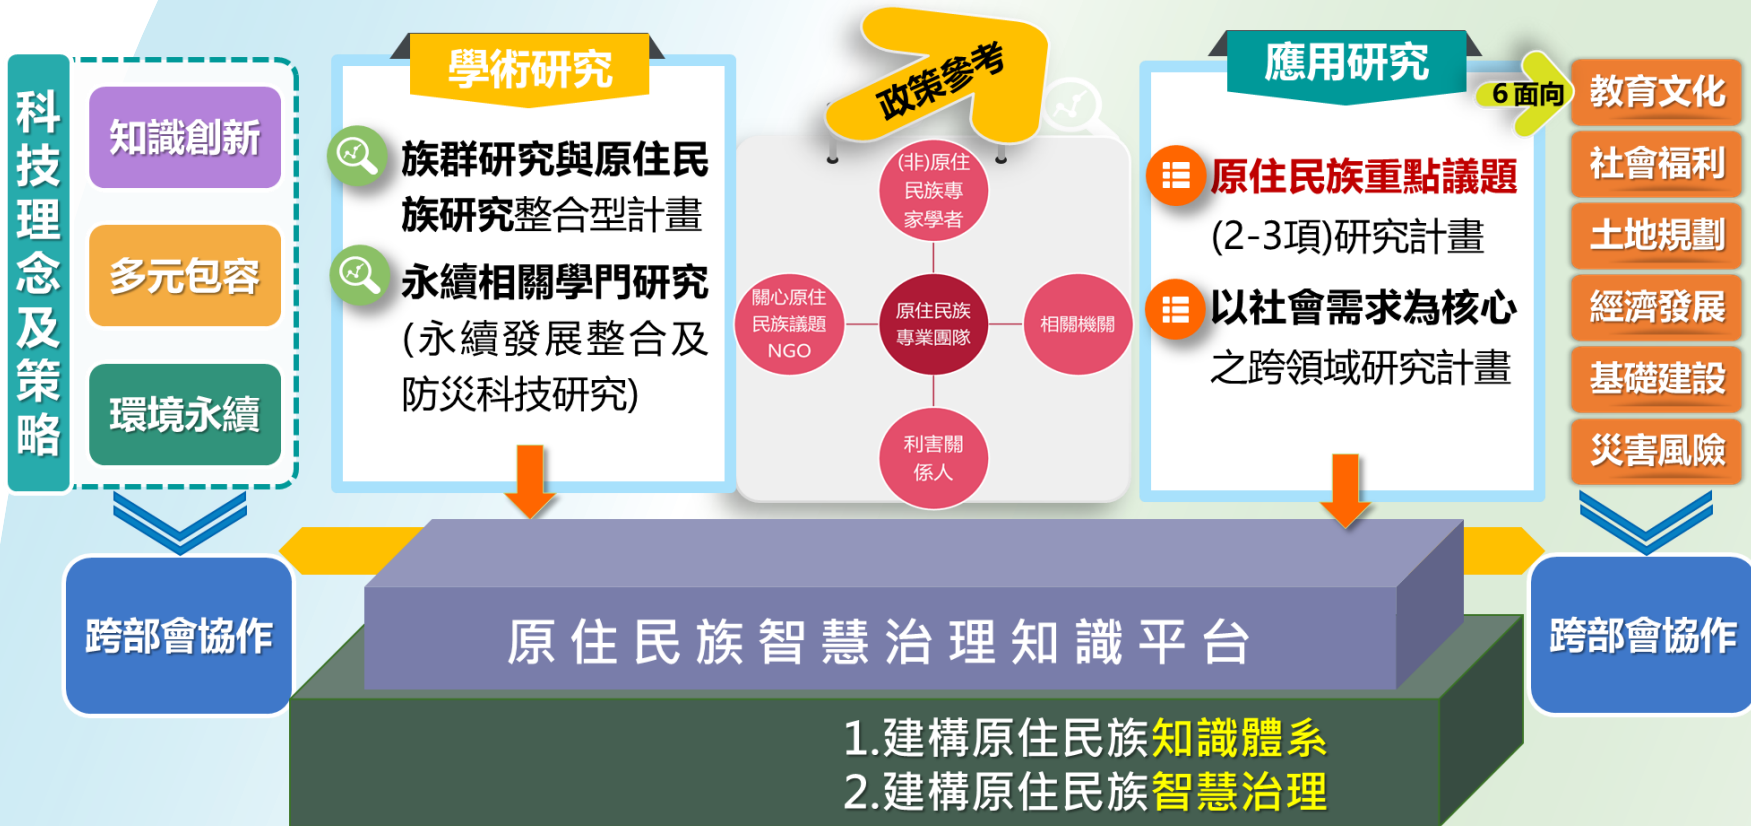 科技理念及策略
知識創新
多元包容
環境永續
跨部會協作
學術研究
族群研究與原住民
族研究整合型計畫
永續相關學門研究
(永續發展整合及
防災科技研究)
政策參考
(非)原住
民族專
家學者
關心原住
民族議題
NGO
原住民族
專業團隊
相關機關
利害關
係人
應用研究
6面向
原住民族重點議題
(2-3項)研究計畫
以社會需求為核心
之跨領域研究計畫
教育文化
社會福利
土地規劃
經濟發展
基礎建設
災害風險
跨部會協作
原住民族智慧治理知識平台
1.建構原住民族知識體系
2.建構原住民族智慧治理